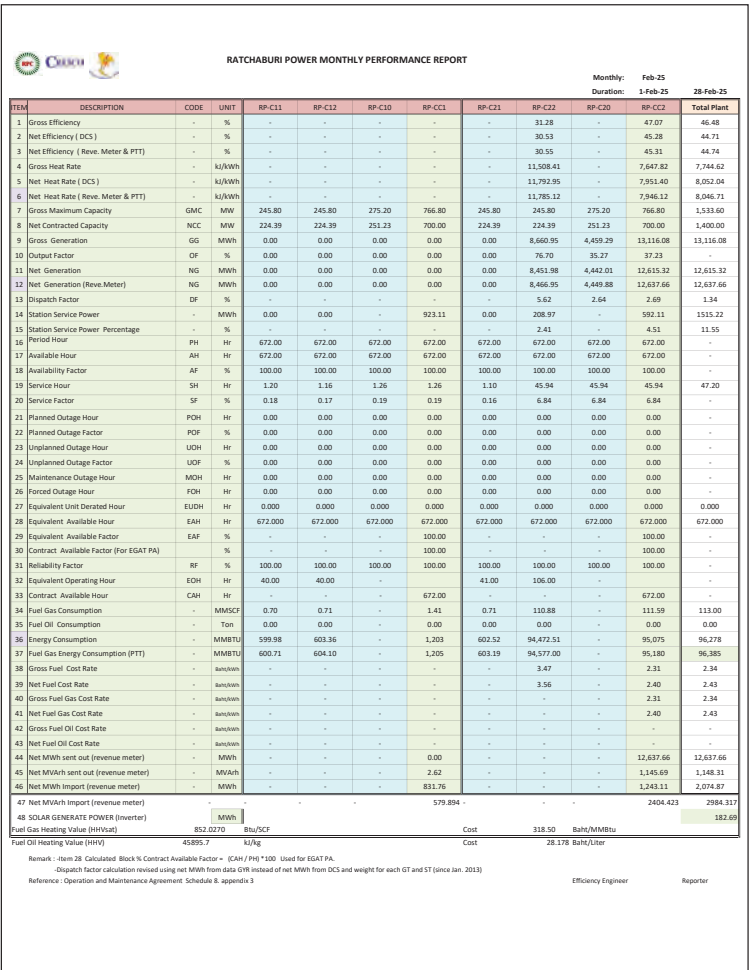 RPC
RATCHABURI POWER MONTHLY PERFORMANCE REPORT
Monthly: Feb-25
Duration: 1-Feb-25 28-Feb-25
ITEM DESCRIPTION CODE UNIT RP-C11 RP-C12 RP-C10 RP-CC1 RP-C21 RP-C22 RP-C20 RP-CC2 Total Plant
1 Gross Efficiency - % - - - - - 31.28 - 47.07 46.48
2 Net Efficiency ( DCS ) - % - - - - - 30.53 - 45.28 44.71
3 Net Efficiency ( Reve. Meter & PTT) - % - - - - - 30.55 - 45.31 44.74
4 Gross Heat Rate - kJ/kWh - - - - - 11,508.41 - 7,647.82 7,744.62
5 Net Heat Rate ( DCS ) - kJ/kWh - - - - - 11,792.95 - 7,951.40 8,052.04
6 Net Heat Rate ( Reve. Meter & PTT) - kJ/kWh - - - - - 11,785.12 - 7,946.12 8,046.71
7 Gross Maximum Capacity GMC MW 245.80 245.80 275.20 766.80 245.80 245.80 275.20 766.80 1,533.60
8 Net Contracted Capacity NCC MW 224.39 224.39 251.23 700.00 224.39 224.39 251.23 700.00 1,400.00
9 Gross Generation GG MWh 0.00 0.00 0.00 0.00 0.00 8,660.95 4,459.29 13,116.08 13,116.08
10 Output Factor OF % 0.00 0.00 0.00 0.00 0.00 76.70 35.27 37.23 -
11 Net Generation NG MWh 0.00 0.00 0.00 0.00 0.00 8,451.98 4,442.01 12,615.32 12,615.32
12 Net Generation (Reve.Meter) NG MWh 0.00 0.00 0.00 0.00 0.00 8,466.95 4,449.88 12,637.66 12,637.66
13 Dispatch Factor DF % - - - - - 5.62 2.64 2.69 1.34
14 Station Service Power - MWh 0.00 0.00 - 923.11 0.00 208.97 - 592.11 1515.22
15 Station Service Power Percentage - % - - - - - 2.41 - 4.51 11.55
16 Period Hour PH Hr 672.00 672.00 672.00 672.00 672.00 672.00 672.00 672.00 -
17 Available Hour AH Hr 672.00 672.00 672.00 672.00 672.00 672.00 672.00 672.00 -
18 Availability Factor AF % 100.00 100.00 100.00 100.00 100.00 100.00 100.00 100.00 -
19 Service Hour SH Hr 1.20 1.16 1.26 1.26 1.10 45.94 45.94 45.94 47.20
20 Service Factor SF % 0.18 0.17 0.19 0.19 0.16 6.84 6.84 6.84 -
21 Planned Outage Hour POH Hr 0.00 0.00 0.00 0.00 0.00 0.00 0.00 0.00 -
22 Planned Outage Factor POF % 0.00 0.00 0.00 0.00 0.00 0.00 0.00 0.00 -
23 Unplanned Outage Hour UOH Hr 0.00 0.00 0.00 0.00 0.00 0.00 0.00 0.00 -
24 Unplanned Outage Factor UOF % 0.00 0.00 0.00 0.00 0.00 0.00 0.00 0.00 -
25 Maintenance Outage Hour MOH Hr 0.00 0.00 0.00 0.00 0.00 0.00 0.00 0.00 -
26 Forced Outage Hour FOH Hr 0.00 0.00 0.00 0.00 0.00 0.00 0.00 0.00 -
27 Equivalent Unit Derated Hour EUDH Hr 0.000 0.000 0.000 0.000 0.000 0.000 0.000 0.000 0.000
28 Equivalent Available Hour EAH Hr 672.000 672.000 672.000 672.000 672.000 672.000 672.000 672.000 672.000
29 Equivalent Available Factor EAF % - - - 100.00 - - - 100.00 -
30 Contract Available Factor (For EGAT PA) % - - - 100.00 - - - 100.00 -
31 Reliability Factor RF % 100.00 100.00 100.00 100.00 100.00 100.00 100.00 100.00 -
32 Equivalent Operating Hour EOH Hr 40.00 40.00 - 41.00 106.00 - -
33 Contract Available Hour CAH Hr - - - 672.00 - - - 672.00 -
34 Fuel Gas Consumption - MMSCF 0.70 0.71 - 1.41 0.71 110.88 - 111.59 113.00
35 Fuel Oil Consumption - Ton 0.00 0.00 - 0.00 0.00 0.00 - 0.00 0.00
36 Energy Consumption - MMBTU 599.98 603.36 - 1,203 602.52 94,472.51 - 95,075 96,278
37 Fuel Gas Energy Consumption (PTT) - MMBTU 600.71 604.10 - 1,205 603.19 94,577.00 - 95,180 96,385
38 Gross Fuel Cost Rate - Baht/kWh - - - - - 3.47 - 2.31 2.34
39 Net Fuel Cost Rate - Baht/kWh - - - - - 3.56 - 2.40 2.43
40 Gross Fuel Gas Cost Rate - Baht/kWh - - - - - - - 2.31 2.34
41 Net Fuel Gas Cost Rate - Baht/kWh - - - - - - - 2.40 2.43
42 Gross Fuel Oil Cost Rate - Baht/kWh - - - - - - - - -
43 Net Fuel Oil Cost Rate - Baht/kWh - - - - - - - - -
44 Net MWh sent out (revenue meter) - MWh - - - 0.00 - - - 12,637.66 12,637.66
45 Net MVArh sent out (revenue meter) - MVArh - - - 2.62 - - - 1,145.69 1,148.31
46 Net MWh Import (revenue meter) - MWh - - - 831.76 - - - 1,243.11 2,074.87
47 Net MVArh Import (revenue meter) - - - - 579.894 - - - 2404.423 2984.317
48 SOLAR GENERATE POWER (Inverter) MWh 182.69
Fuel Gas Heating Value (HHVsat) 852.0270 Btu/SCF Cost 318.50 Baht/MMBtu
Fuel Oil Heating Value (HHV) 45895.7 kJ/kg Cost 28.178 Baht/Liter
Remark : -Item 28 Calculated Block % Contract Available Factor = (CAH / PH) *100 Used for EGAT PA.
-Dispatch factor calculation revised using net MWh from data GYR instead of net MWh from DCS and weight for each GT and ST (since Jan. 2013)
Reference : Operation and Maintenance Agreement Schedule 8. appendix 3 Efficiency Engineer Reporter